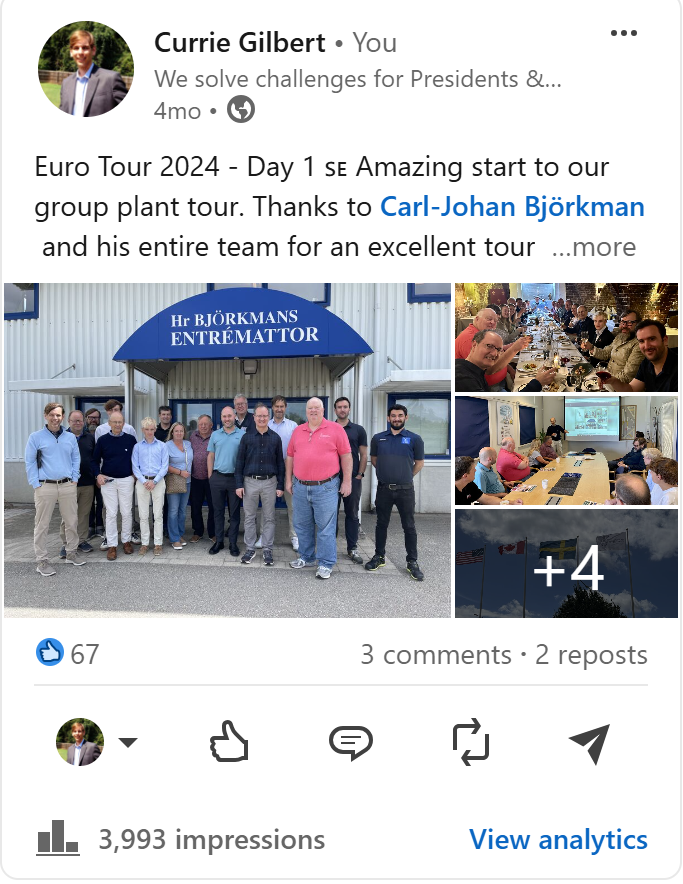 Currie Gilbert • You
We solve challenges for Presidents &...
4mo •
Euro Tour 2024 - Day 1 ꜱᴇ Amazing start to our
group plant tour. Thanks to Carl-Johan Björkman
and his entire team for an excellent tour ...more
Hr BJÖRKMANS
ENTRÉMATTOR
+4
67
3 comments · 2 reposts
3,993 impressions
View analytics